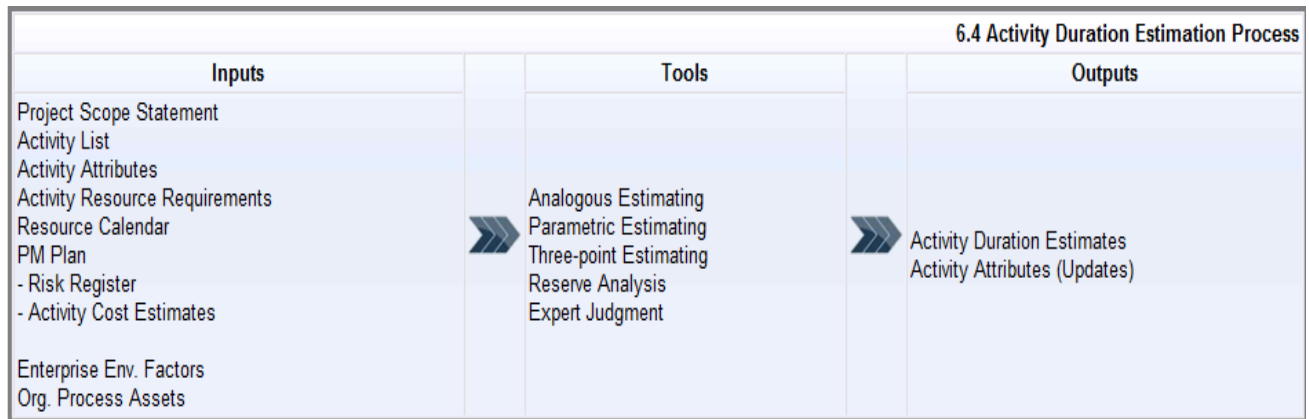 6.4 Activity Duration Estimation Process
Inputs
Tools
Outputs
Project Scope Statement
Activity List
Activity Attributes
Activity Resource Requirements
Resource Calendar
PM Plan
- Risk Register
- Activity Cost Estimates
Enterprise Env. Factors
Org. Process Assets
Analogous Estimating
Parametric Estimating
Three-point Estimating
Reserve Analysis
Expert Judgment
Activity Duration Estimates
Activity Attributes (Updates)